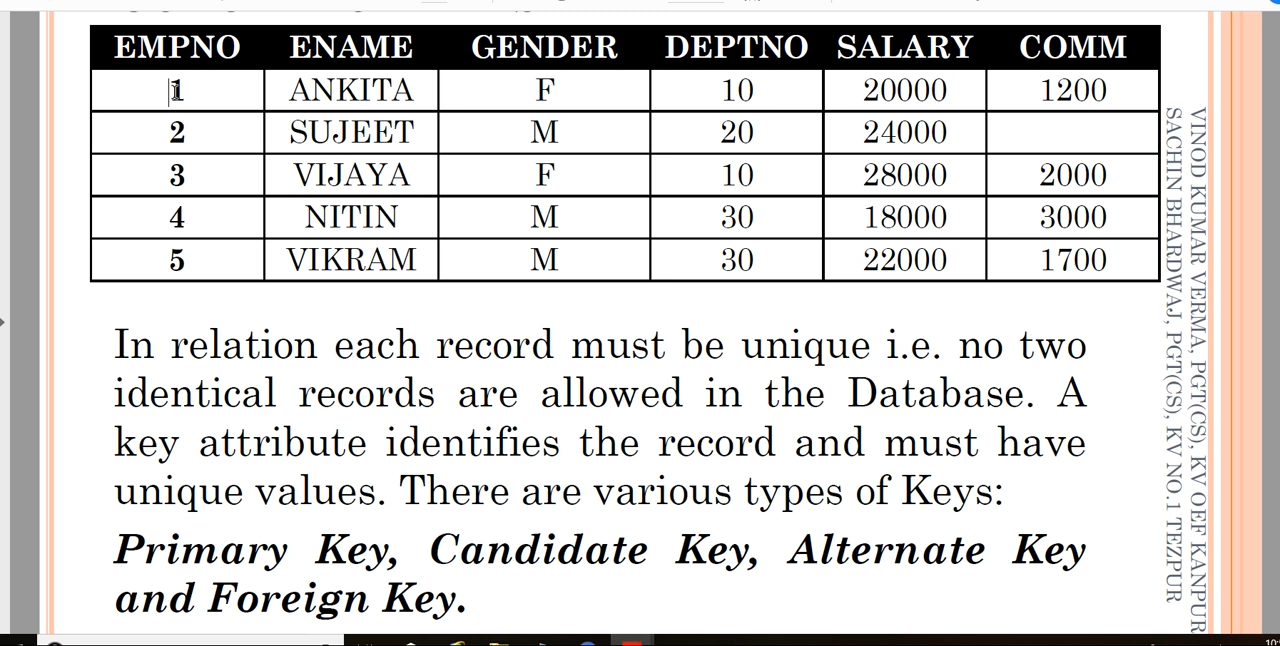 EMPNO ENAME GENDER DEPTNO SALARY COMM
1 ANKITA F 10 20000 1200
2 SUJEET M 20 24000
3 VIJAYA F 10 28000 2000
4 NITIN M 30 18000 3000
5 VIKRAM M 30 22000 1700
In relation each record must be unique i.e. no two
identical records are allowed in the Database. A
key attribute identifies the record and must have
unique values. There are various types of Keys:
Primary Key, Candidate Key, Alternate Key
and Foreign Key.
VINOD KUMAR VERMA, PGT(CS), KV OEF KANPUR
SACHIN BHARDWAJ, PGT(CS), KV NO.1 TEZPUR